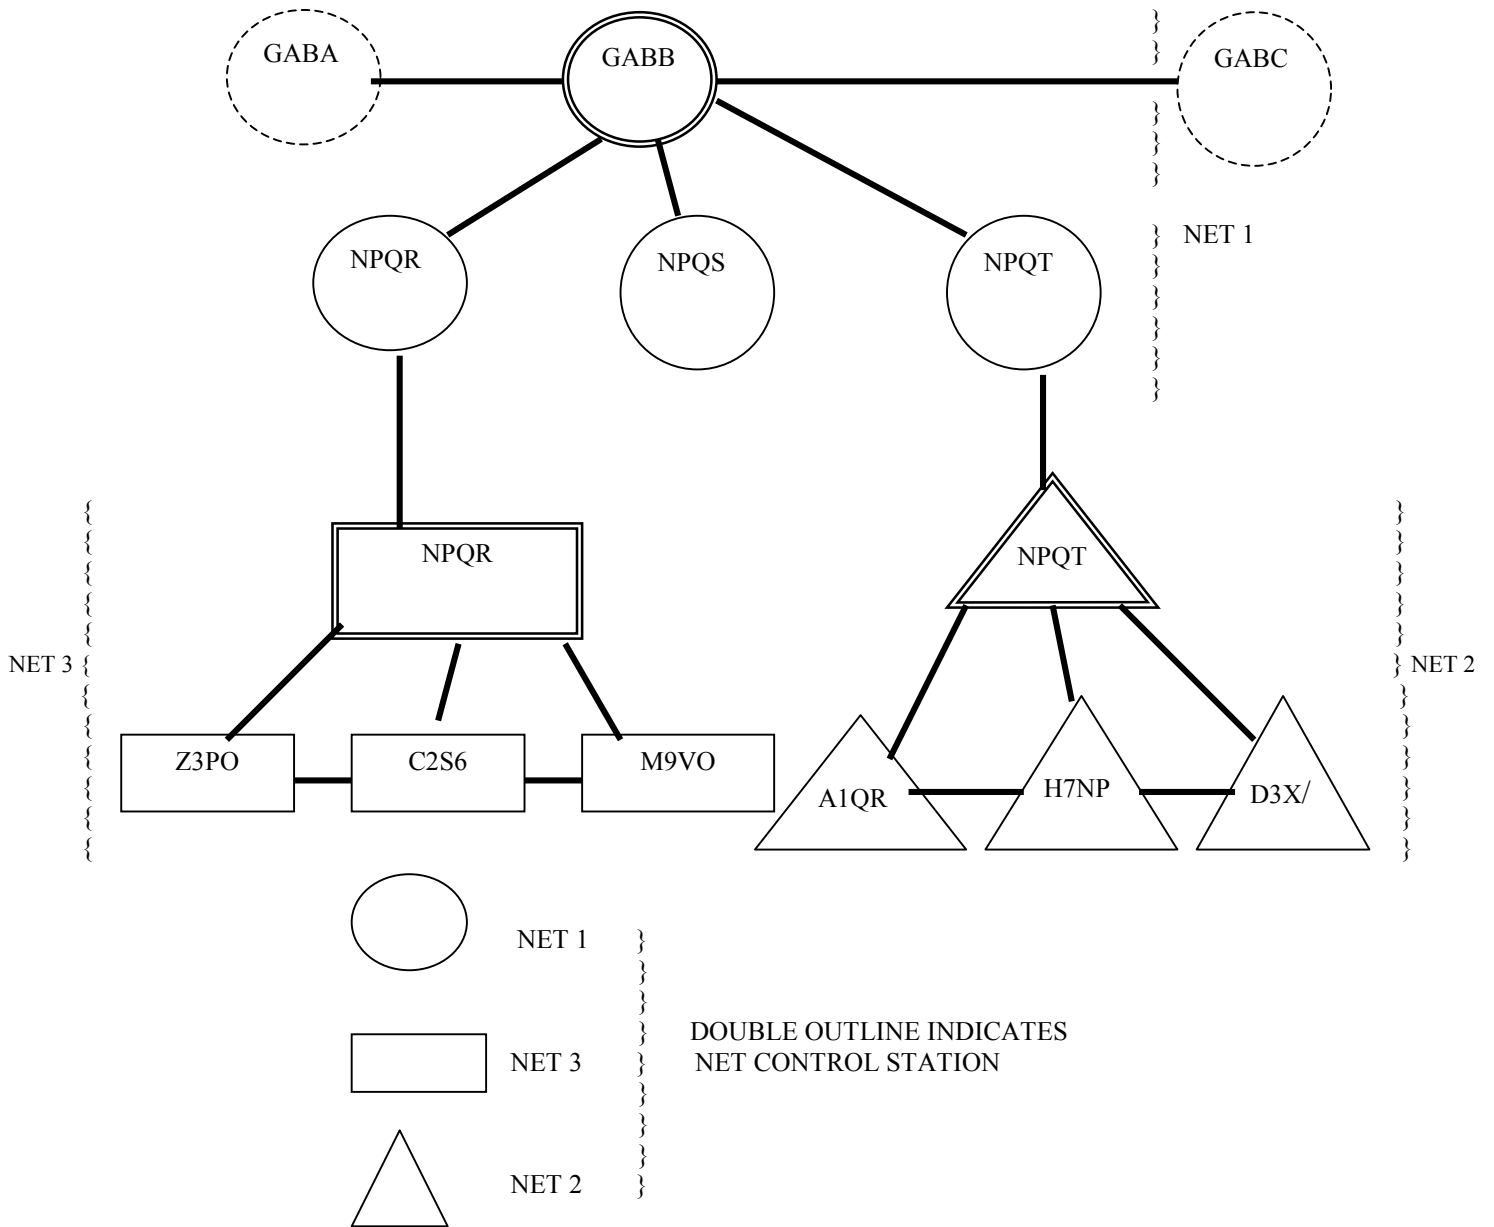 GABA
GABB
GABC
NPQR
NPQS
NPQT
NET 1
NPQR
NPQT
NET 3
NET 2
Z3PO
C2S6
M9VO
A1QR
H7NP
D3X/
NET 1
DOUBLE OUTLINE INDICATES
NET CONTROL STATION
NET 3
NET 2